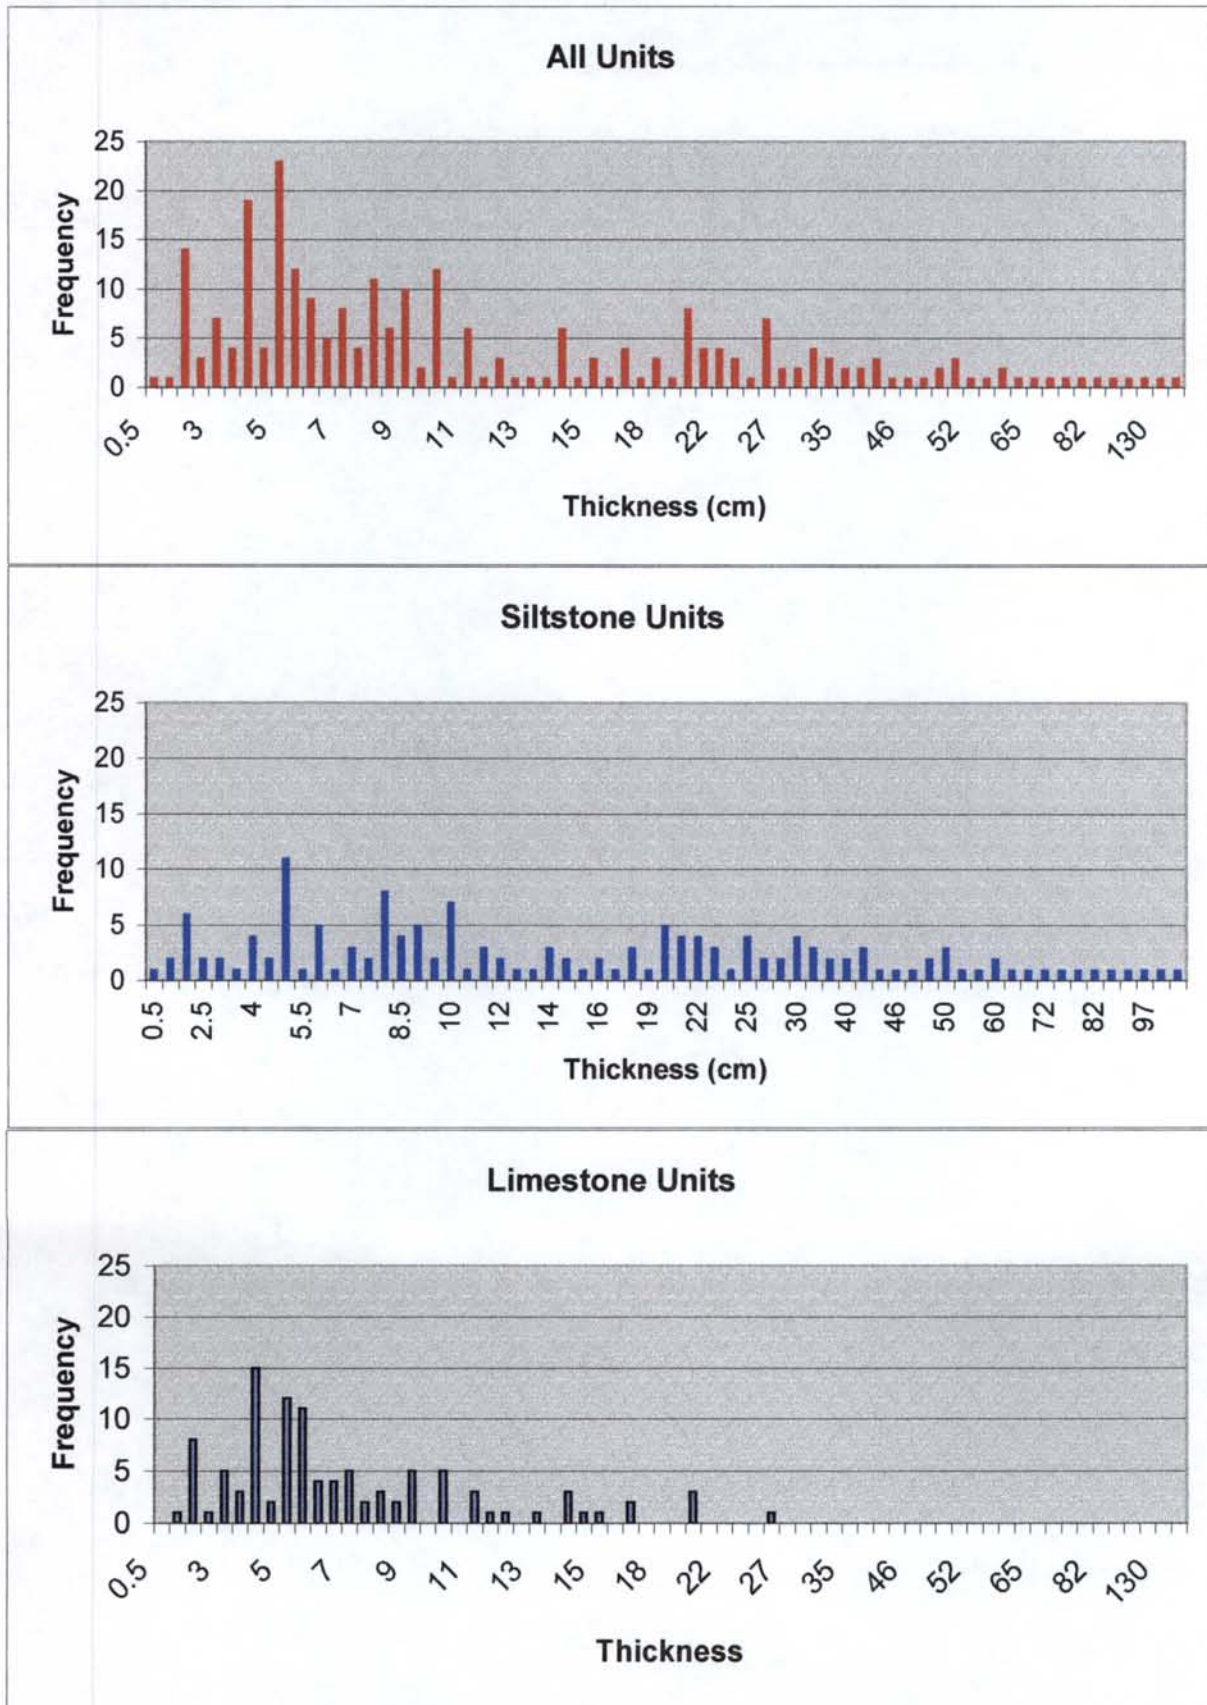 All Units
25
20
15
10
5
0
Frequency
0.5 3 5 7 9 11 13 15 18 22 27 35 46 52 65 82 130
Thickness (cm)
Siltstone Units
25
20
15
10
5
0
Frequency
0.5 2.5 4 5.5 7 8.5 10 12 14 16 19 22 25 30 40 46 50 60 72 82 97
Thickness (cm)
Limestone Units
25
20
15
10
5
0
Frequency
0.5 3 5 7 9 11 13 15 18 22 27 35 46 52 65 82 130
Thickness